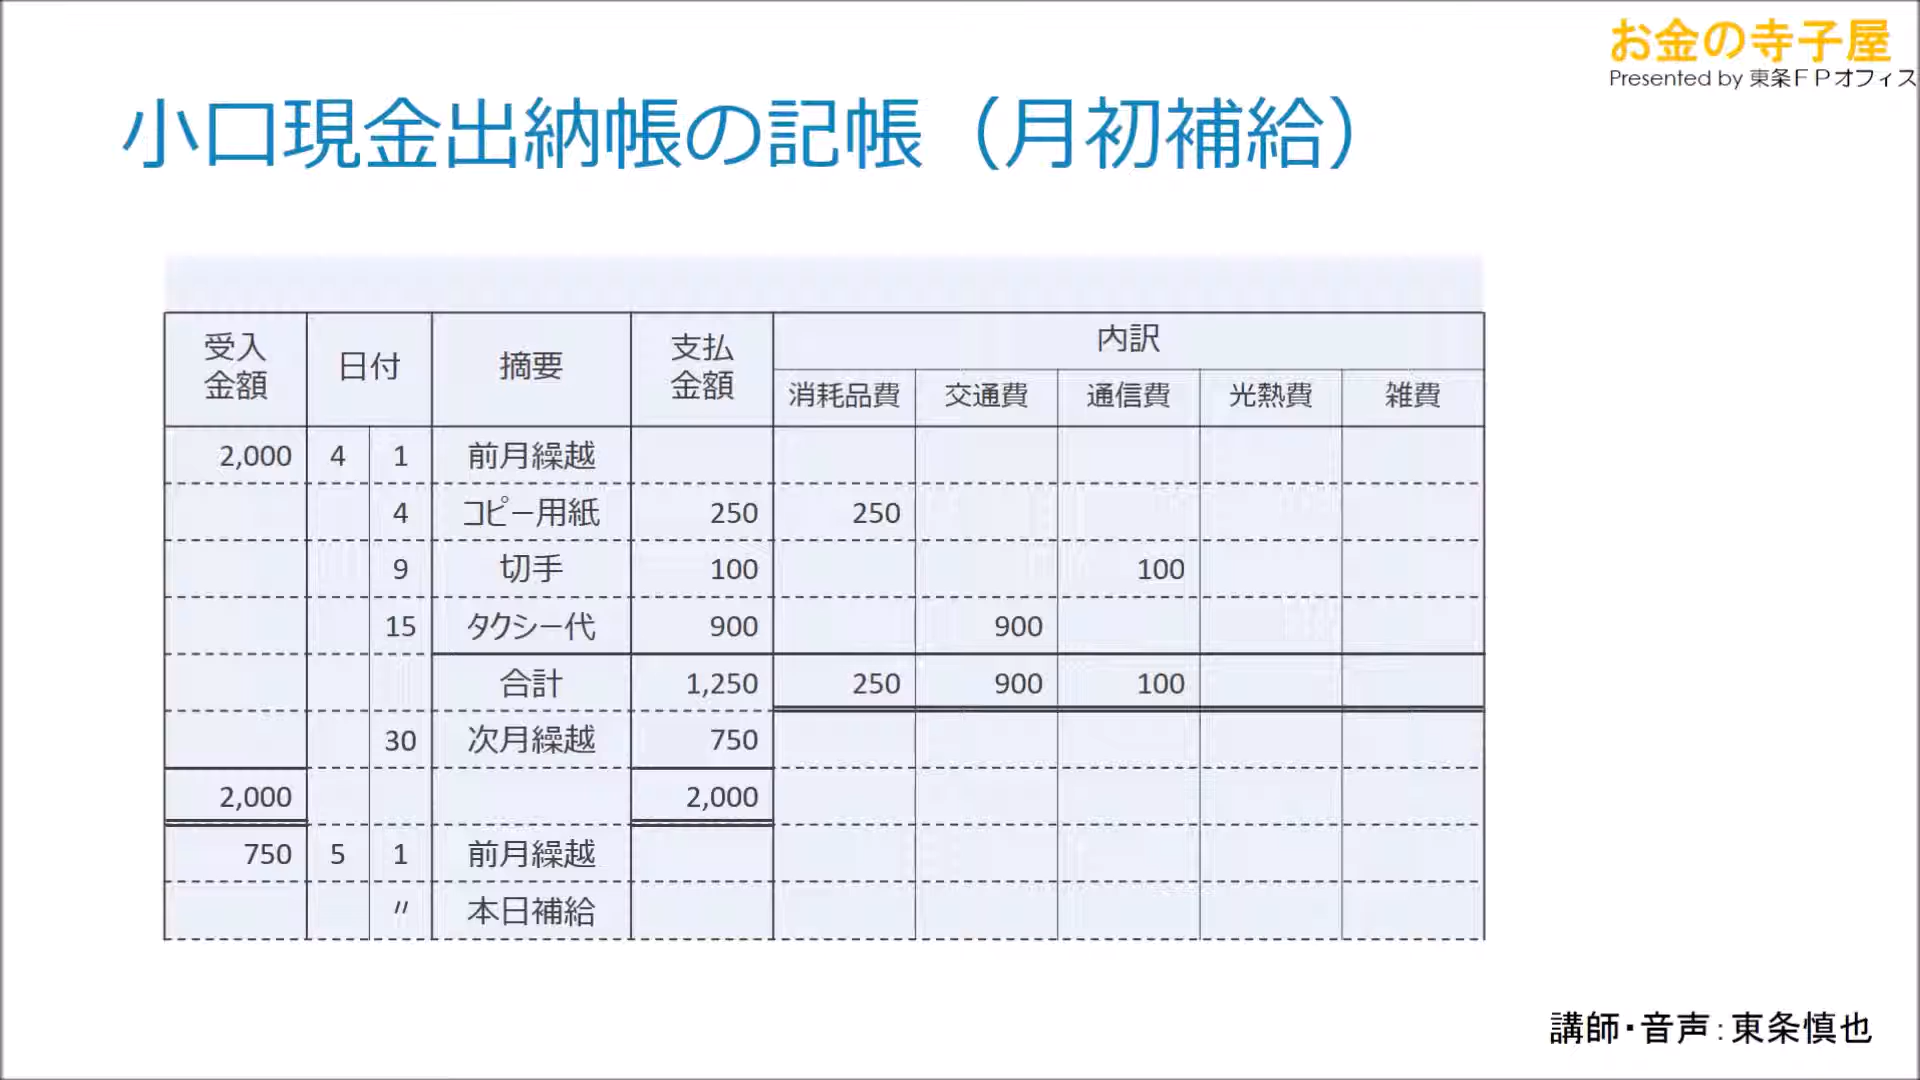 お金の寺子屋
Presented by 東条ＦＰオフィス
小口現金出納帳の記帳（月初補給）
受入金額 日付 摘要 支払金額 内訳
消耗品費 交通費 通信費 光熱費 雑費
2,000 4 1 前月繰越
4 コピー用紙 250 250
9 切手 100 100
15 タクシー代 900 900
合計 1,250 250 900 100
30 次月繰越 750
2,000 2,000
750 5 1 前月繰越
〃 本日補給
講師・音声：東条慎也